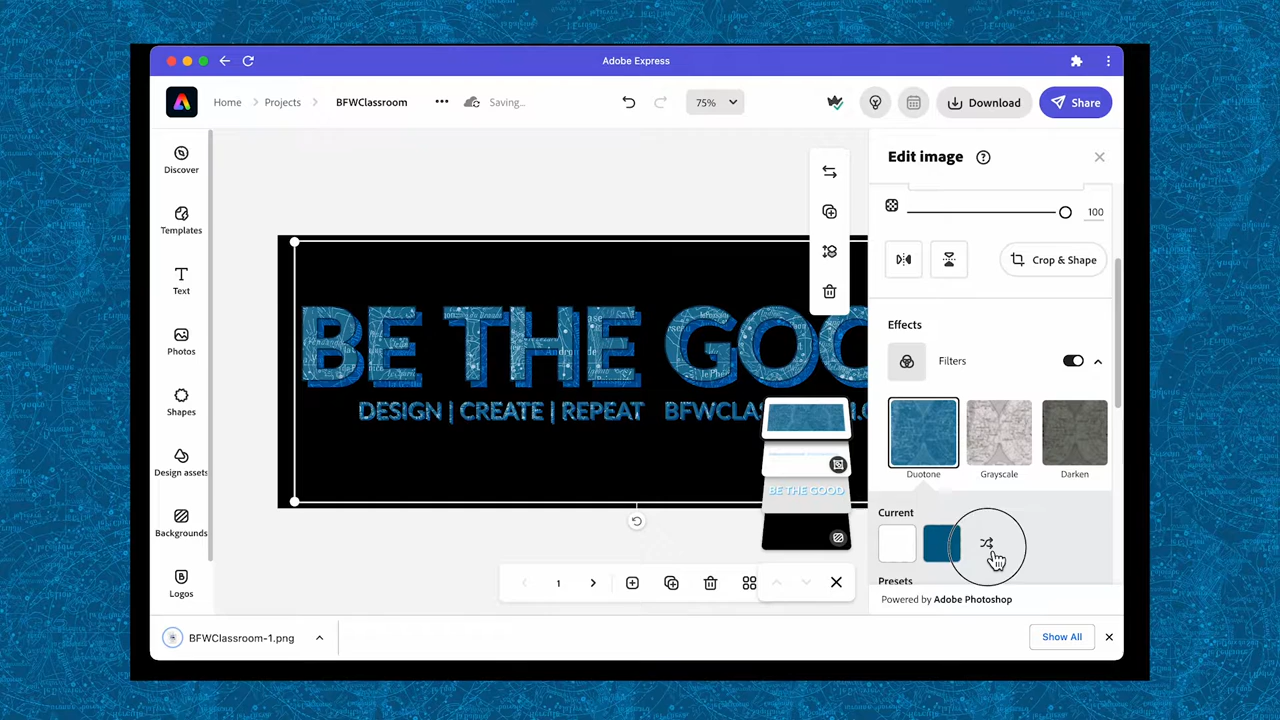 Adobe Express
Home
Projects
BFWClassroom
Saving..
75%
Download
Share
Discover
Templates
Text
Photos
Shapes
Design assets
Backgrounds
Logos
BE THE GOO
DESIGN | CREATE | REPEAT
BE THE GOOD
1
Edit image
100
Crop & Shape
Effects
Filters
Duotone
Grayscale
Darken
Current
Presets
Powered by Adobe Photoshop
BFWClassroom-1.png
Show All